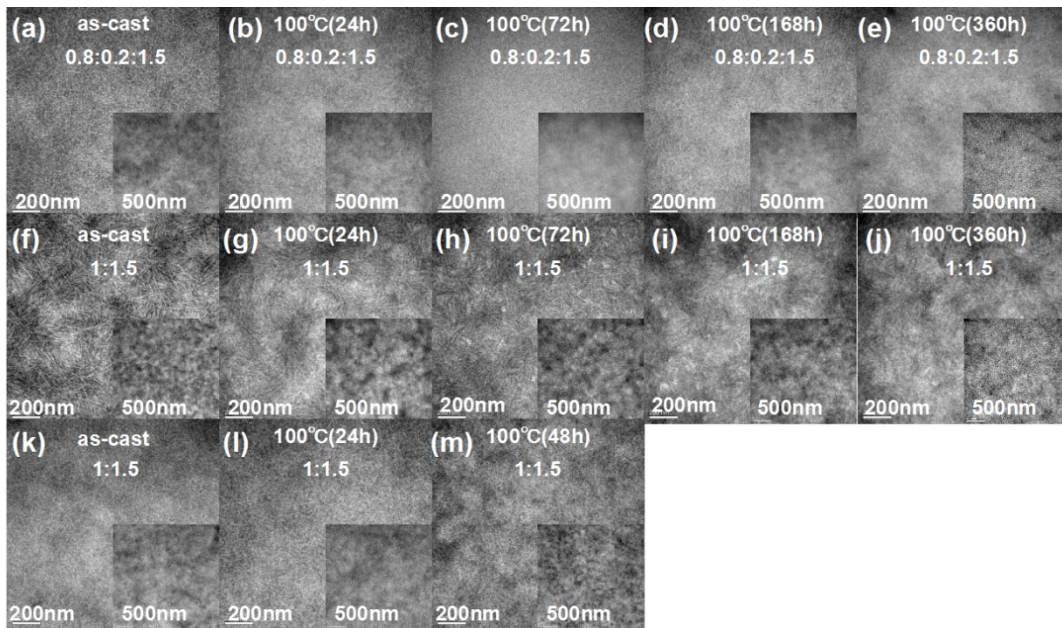 (a) as-cast
0.8:0.2:1.5
200nm 500nm
(b) 100℃(24h)
0.8:0.2:1.5
200nm 500nm
(c) 100℃(72h)
0.8:0.2:1.5
200nm 500nm
(d) 100℃(168h)
0.8:0.2:1.5
200nm 500nm
(e) 100℃(360h)
0.8:0.2:1.5
200nm 500nm
(f) as-cast
1:1.5
200nm 500nm
(g) 100℃(24h)
1:1.5
200nm 500nm
(h) 100℃(72h)
1:1.5
200nm 500nm
(i) 100℃(168h)
1:1.5
200nm 500nm
(j) 100℃(360h)
1:1.5
200nm 500nm
(k) as-cast
1:1.5
200nm 500nm
(l) 100℃(24h)
1:1.5
200nm 500nm
(m) 100℃(48h)
1:1.5
200nm 500nm